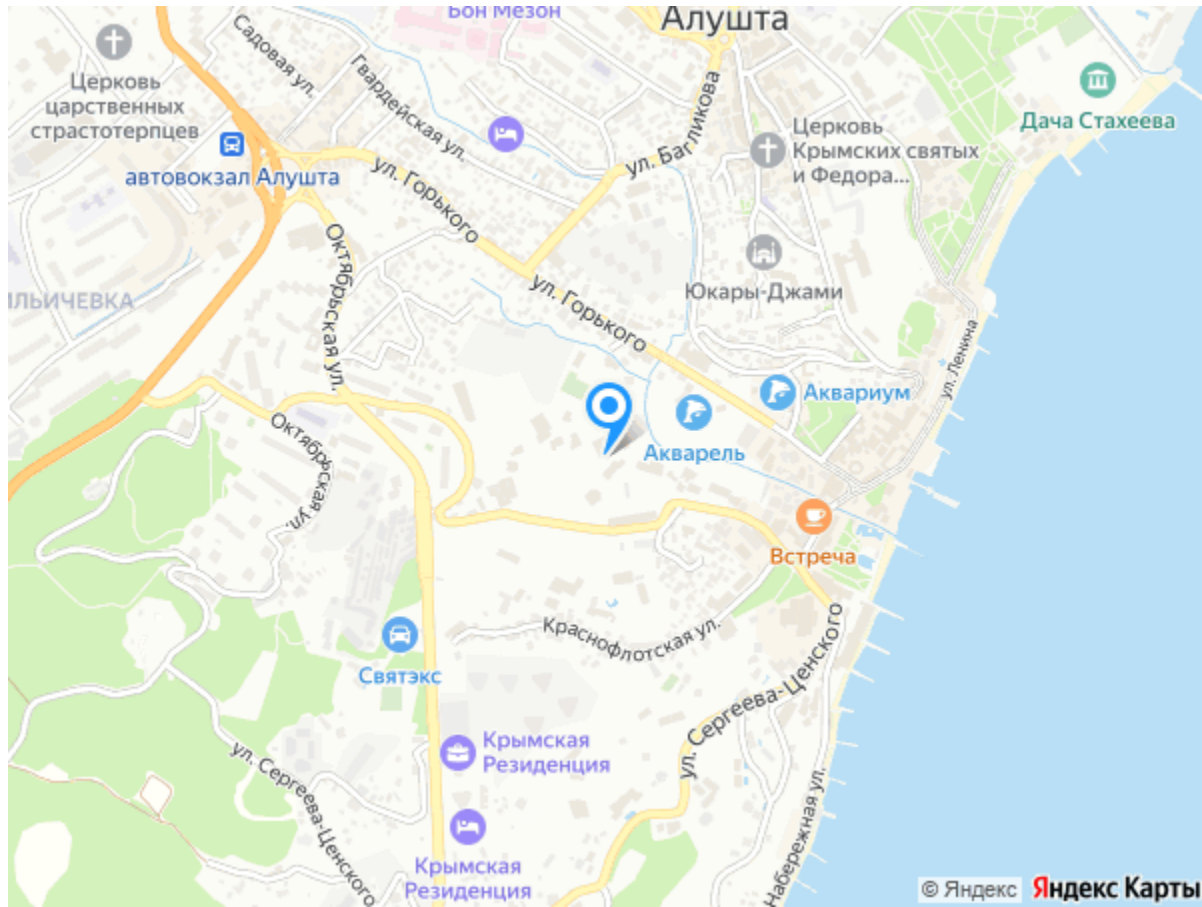 Бон Мезон
Алушта
Церковь
царственных
страстотерпцев
Садовая ул.
Гвардейская ул.
ул. Багликова
Церковь
Крымских святых
и Федора...
Дача Стахеева
автовокзал Алушта
ул. Горького
Октябрьская ул.
ИЛЬИЧЕВКА
ул. Горького
Юкары-Джами
ул. Ленина
Аквариум
Акварель
Октябрьская ул.
Встреча
Краснофлотская ул.
Святэкс
ул. Сергеева-Ценского
Крымская
Резиденция
ул. Сергеева-Ценского
Набережная ул.
Крымская
Резиденция
© Яндекс Яндекс Карты